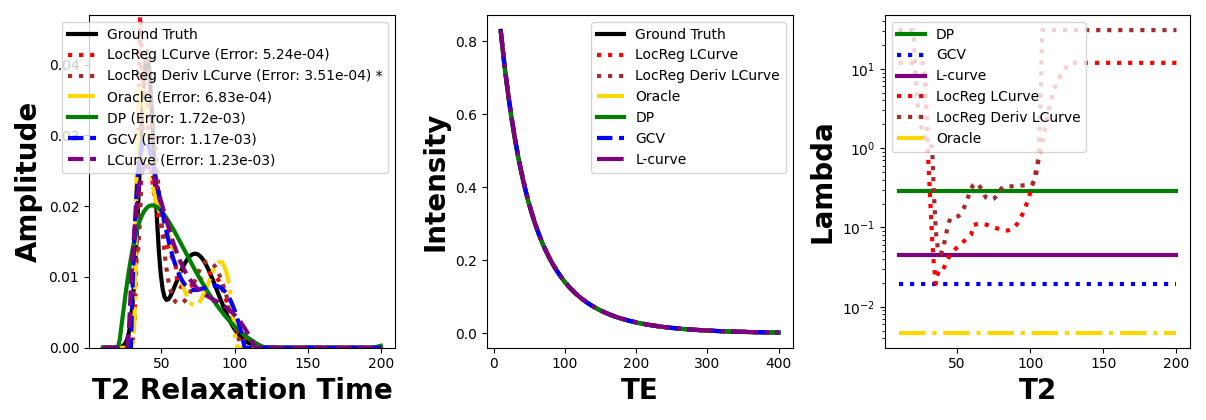 Amplitude
0.04
0.03
0.02
0.01
0.00
50
100
150
200
T2 Relaxation Time
Ground Truth
LocReg LCurve (Error: 5.24e-04)
LocReg Deriv LCurve (Error: 3.51e-04) *
Oracle (Error: 6.83e-04)
DP (Error: 1.72e-03)
GCV (Error: 1.17e-03)
LCurve (Error: 1.23e-03)
Intensity
0.8
0.6
0.4
0.2
0.0
0
100
200
300
400
TE
Ground Truth
LocReg LCurve
LocReg Deriv LCurve
Oracle
DP
GCV
L-curve
Lambda
10¹
10⁰
10⁻¹
10⁻²
50
100
150
200
T2
DP
GCV
L-curve
LocReg LCurve
LocReg Deriv LCurve
Oracle